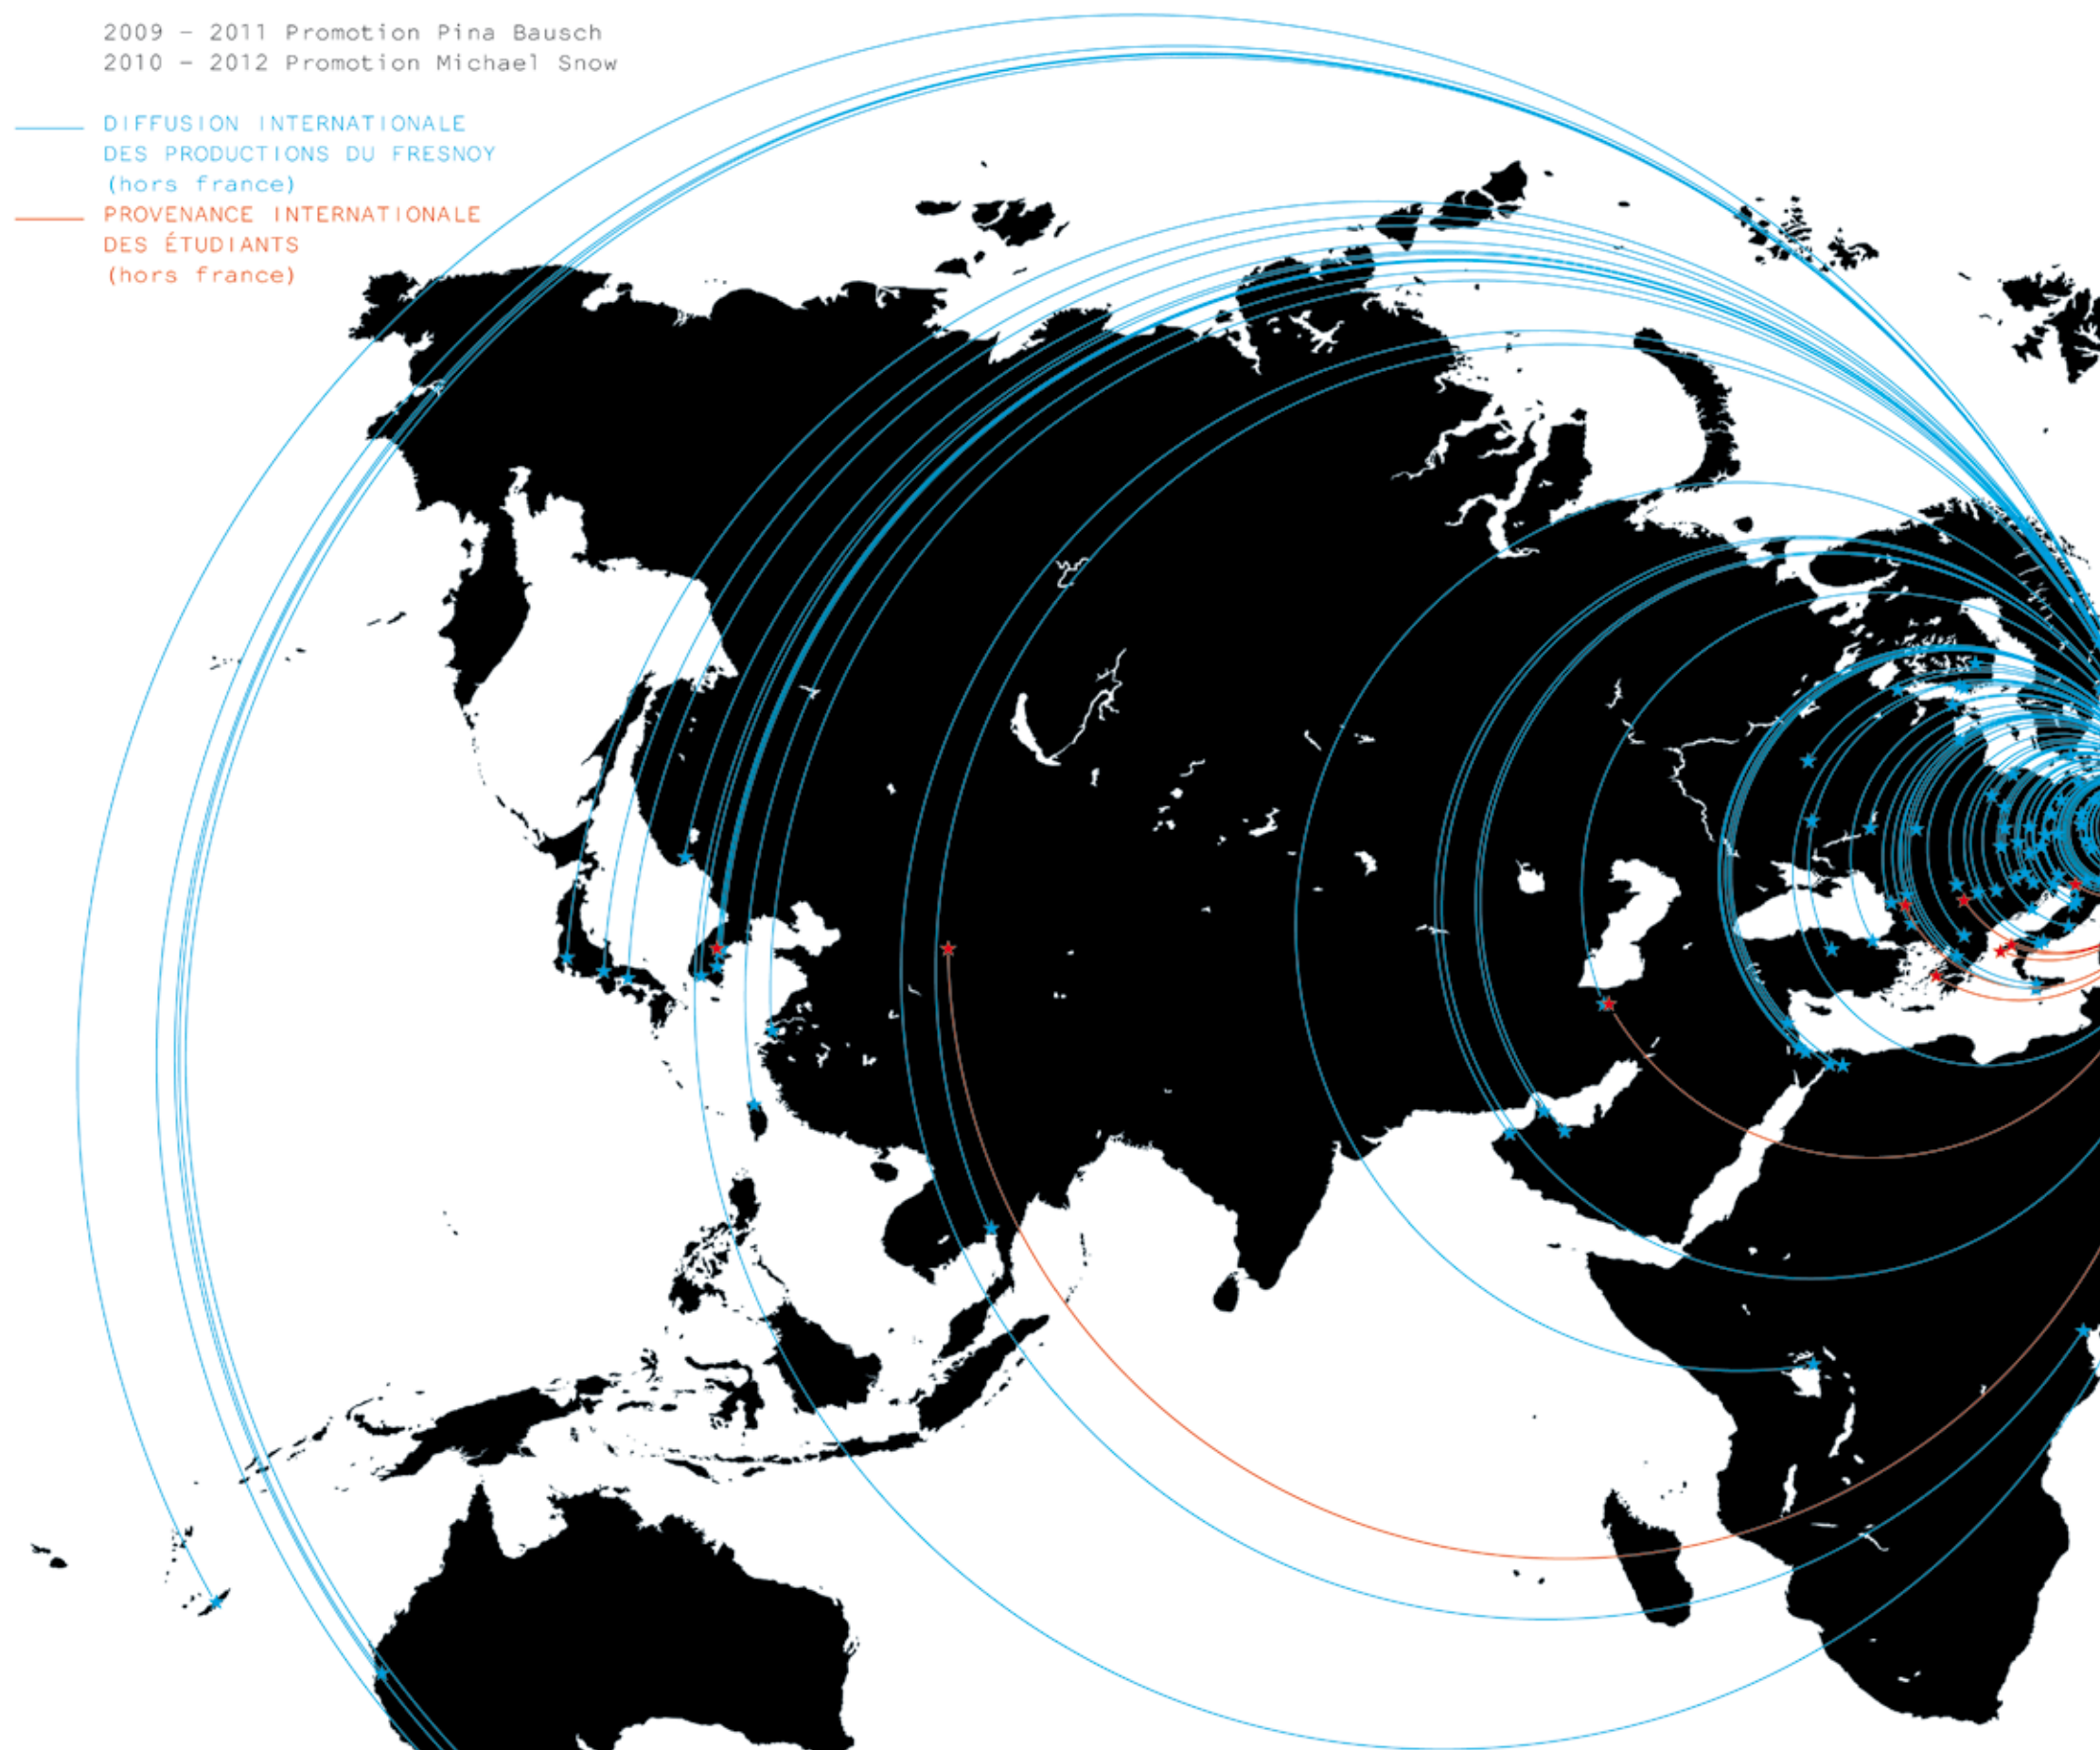 2009 – 2011 Promotion Pina Bausch
2010 – 2012 Promotion Michael Snow
DIFFUSION INTERNATIONALE
DES PRODUCTIONS DU FRESNOY
(hors france)
PROVENANCE INTERNATIONALE
DES ÉTUDIANTS
(hors france)